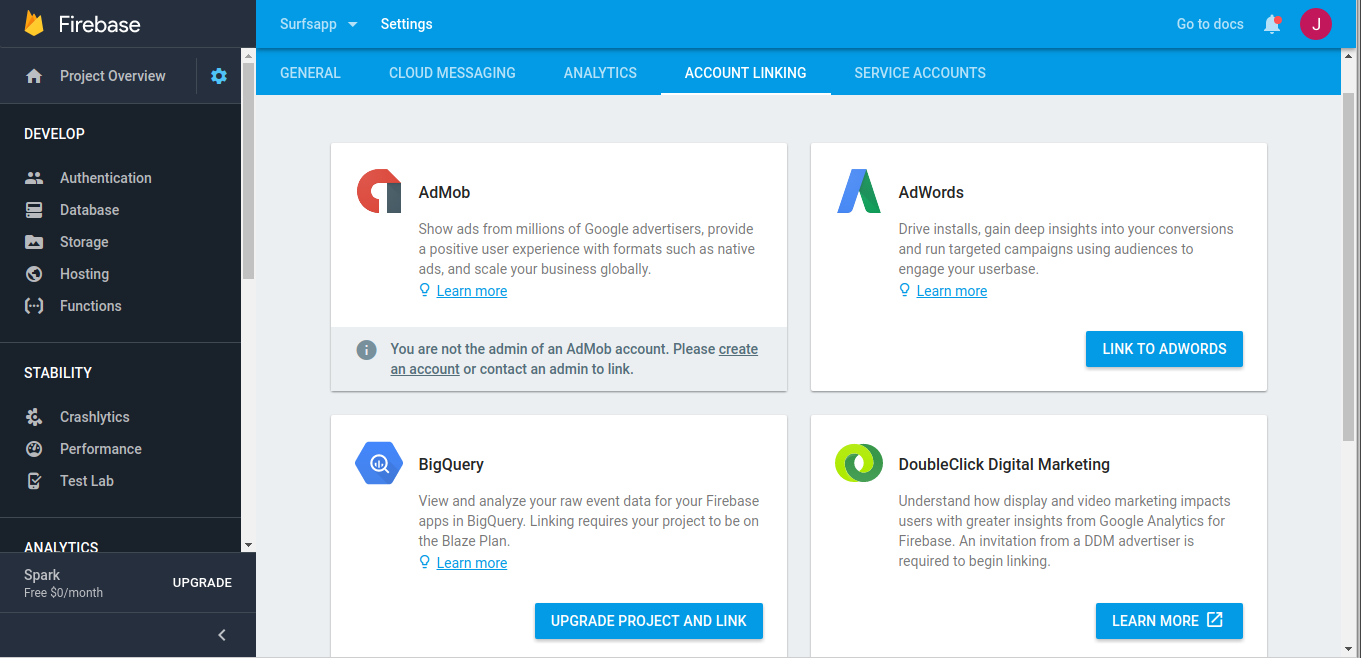 Firebase
Surfsapp
Settings
Go to docs
J
Project Overview
GENERAL
CLOUD MESSAGING
ANALYTICS
ACCOUNT LINKING
SERVICE ACCOUNTS
DEVELOP
Authentication
Database
Storage
Hosting
Functions
STABILITY
Crashlytics
Performance
Test Lab
ANALYTICS
Spark
Free $0/month
UPGRADE
AdMob
Show ads from millions of Google advertisers, provide
a positive user experience with formats such as native
ads, and scale your business globally.
Learn more
You are not the admin of an AdMob account. Please create
an account or contact an admin to link.
AdWords
Drive installs, gain deep insights into your conversions
and run targeted campaigns using audiences to
engage your userbase.
Learn more
LINK TO ADWORDS
BigQuery
View and analyze your raw event data for your Firebase
apps in BigQuery. Linking requires your project to be on
the Blaze Plan.
Learn more
UPGRADE PROJECT AND LINK
DoubleClick Digital Marketing
Understand how display and video marketing impacts
users with greater insights from Google Analytics for
Firebase. An invitation from a DDM advertiser is
required to begin linking.
LEARN MORE